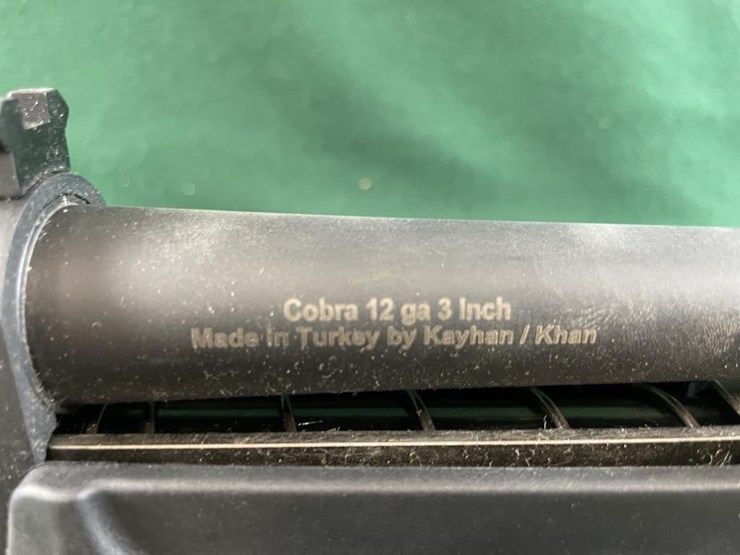 Cobra 12 ga 3 Inch
Made in Turkey by Kayhan / Khan